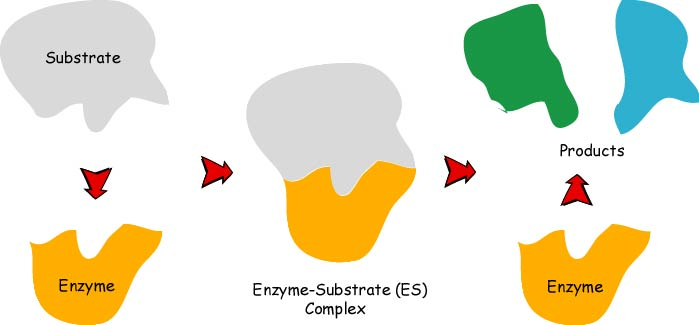 Substrate
Enzyme
Enzyme-Substrate (ES)
Complex
Products
Enzyme